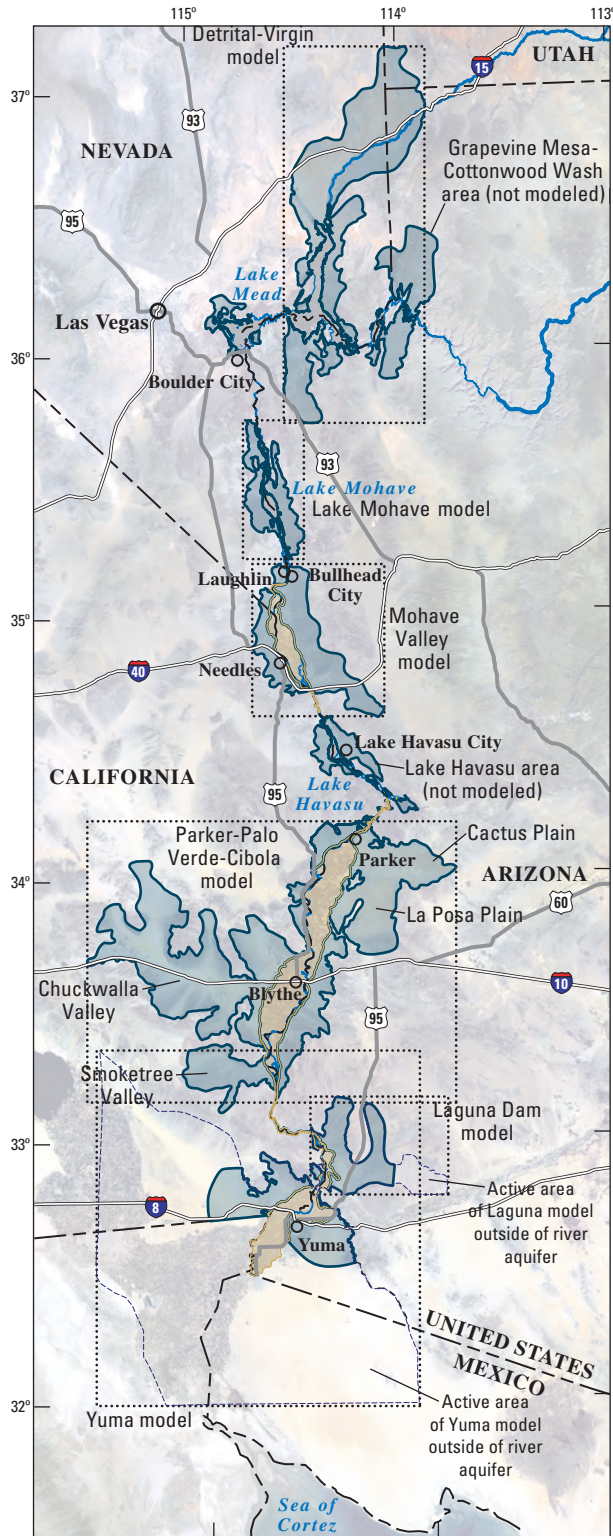 115°
114°
113°
Detrital-Virgin
model
UTAH
15
37°
93
NEVADA
Grapevine Mesa-
Cottonwood Wash
area (not modeled)
95
Lake
Mead
Las Vegas
36°
Boulder City
93
Lake Mohave
Lake Mohave model
Laughlin
Bullhead
City
35°
Mohave
Valley
model
Needles
40
Lake Havasu City
CALIFORNIA
Lake
Havasu
Lake Havasu area
(not modeled)
95
Parker-Palo
Verde-Cibola
model
Cactus Plain
Parker
34°
ARIZONA
60
La Posa Plain
Chuckwalla
Valley
Blythe
10
95
Smoketree
Valley
Laguna Dam
model
33°
8
Active area
of Laguna model
outside of river
aquifer
Yuma
UNITED STATES
MEXICO
32°
Yuma model
Active area
of Yuma model
outside of river
aquifer
Sea of
Cortez